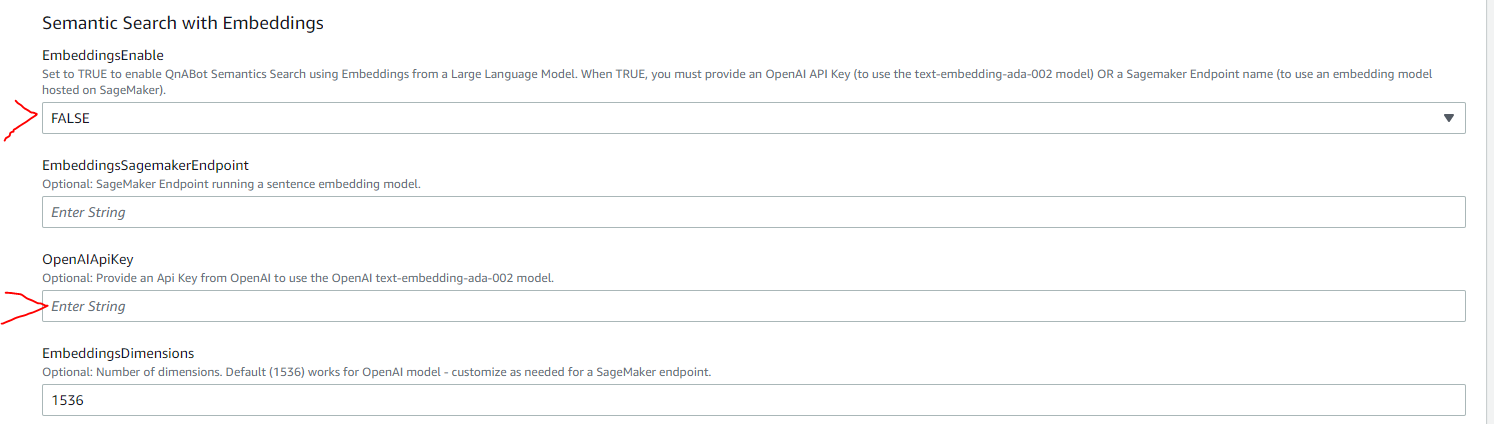 Semantic Search with Embeddings
EmbeddingsEnable
Set to TRUE to enable QnABot Semantics Search using Embeddings from a Large Language Model. When TRUE, you must provide an OpenAI API Key (to use the text-embedding-ada-002 model) OR a Sagemaker Endpoint name (to use an embedding model
hosted on SageMaker).
FALSE
EmbeddingsSagemakerEndpoint
Optional: SageMaker Endpoint running a sentence embedding model.
Enter String
OpenAIApiKey
Optional: Provide an Api Key from OpenAI to use the OpenAI text-embedding-ada-002 model.
Enter String
EmbeddingsDimensions
Optional: Number of dimensions. Default (1536) works for OpenAI model - customize as needed for a SageMaker endpoint.
1536